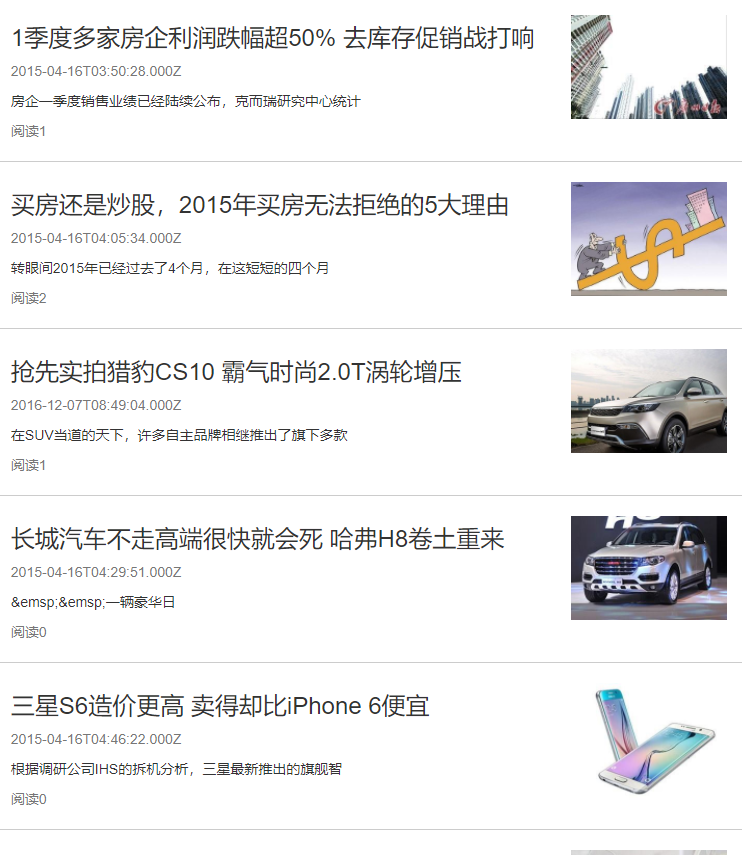 1季度多家房企利润跌幅超50% 去库存促销战打响
2015-04-16T03:50:28.000Z
房企一季度销售业绩已经陆续公布，克而瑞研究中心统计
阅读1
买房还是炒股，2015年买房无法拒绝的5大理由
2015-04-16T04:05:34.000Z
转眼间2015年已经过去了4个月，在这短短的四个月
阅读2
抢先实拍猎豹CS10 霸气时尚2.0T涡轮增压
2016-12-07T08:49:04.000Z
在SUV当道的天下，许多自主品牌相继推出了旗下多款
阅读1
长城汽车不走高端很快就会死 哈弗H8卷土重来
2015-04-16T04:29:51.000Z
&emsp;&emsp;一辆豪华日
阅读0
三星S6造价更高 卖得却比iPhone 6便宜
2015-04-16T04:46:22.000Z
根据调研公司IHS的拆机分析，三星最新推出的旗舰智
阅读0